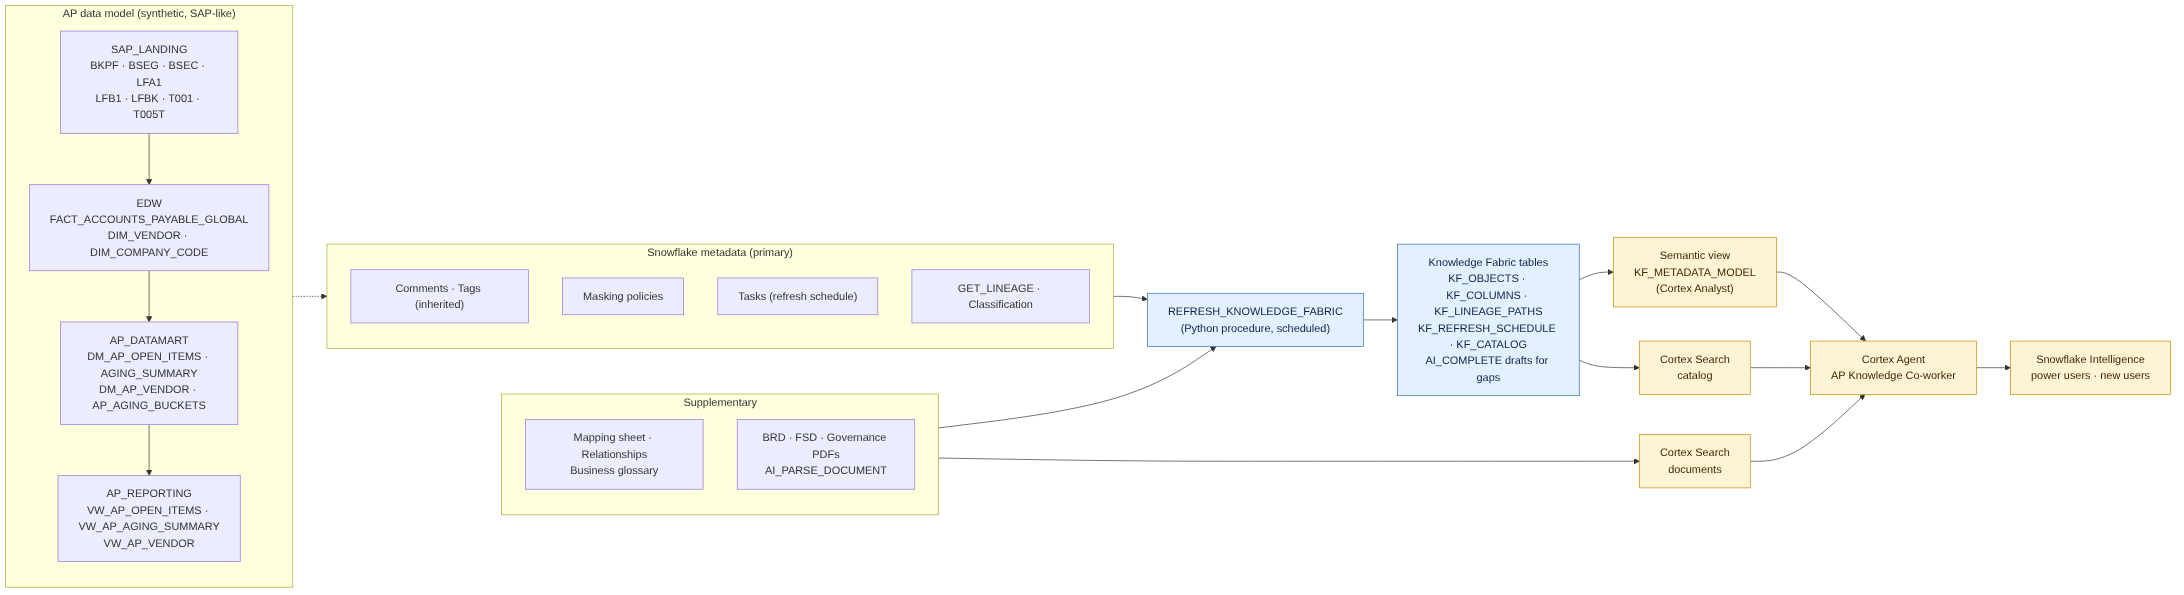 AP data model (synthetic, SAP-like)
SAP_LANDING
BKPF · BSEG · BSEC ·
LFA1
LFB1 · LFBK · T001 ·
T005T
EDW
FACT_ACCOUNTS_PAYABLE_GLOBAL
DIM_VENDOR ·
DIM_COMPANY_CODE
AP_DATAMART
DM_AP_OPEN_ITEMS ·
AGING_SUMMARY
DM_AP_VENDOR ·
AP_AGING_BUCKETS
AP_REPORTING
VW_AP_OPEN_ITEMS ·
VW_AP_AGING_SUMMARY
VW_AP_VENDOR
Snowflake metadata (primary)
Comments · Tags
(inherited)
Masking policies
Tasks (refresh schedule)
GET_LINEAGE ·
Classification
Supplementary
Mapping sheet ·
Relationships
Business glossary
BRD · FSD · Governance
PDFs
AI_PARSE_DOCUMENT
REFRESH_KNOWLEDGE_FABRIC
(Python procedure, scheduled)
Knowledge Fabric tables
KF_OBJECTS ·
KF_COLUMNS ·
KF_LINEAGE_PATHS
KF_REFRESH_SCHEDULE
· KF_CATALOG
AI_COMPLETE drafts for
gaps
Semantic view
KF_METADATA_MODEL
(Cortex Analyst)
Cortex Search
catalog
Cortex Search
documents
Cortex Agent
AP Knowledge Co-worker
Snowflake Intelligence
power users · new users